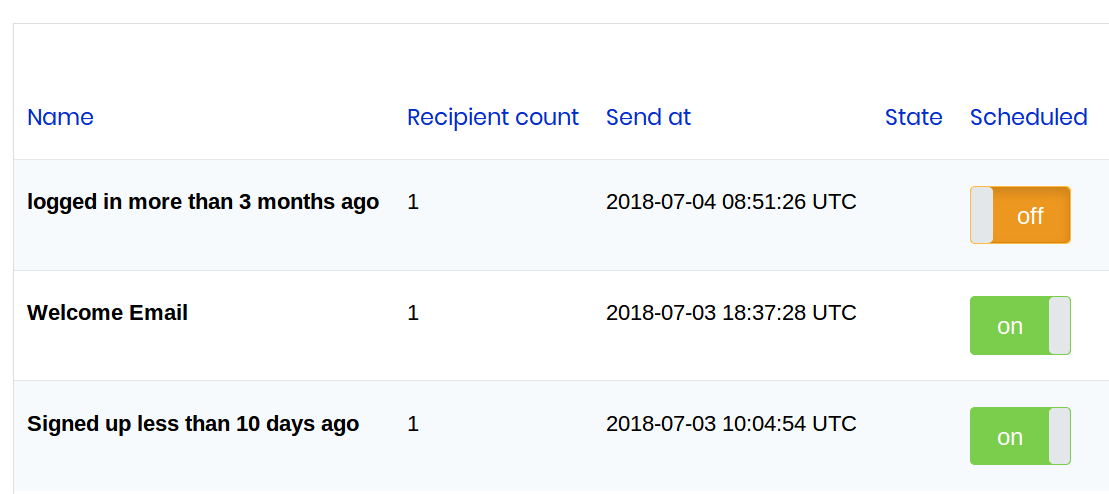 Name Recipient count Send at State Scheduled
logged in more than 3 months ago 1 2018-07-04 08:51:26 UTC off
Welcome Email 1 2018-07-03 18:37:28 UTC on
Signed up less than 10 days ago 1 2018-07-03 10:04:54 UTC on